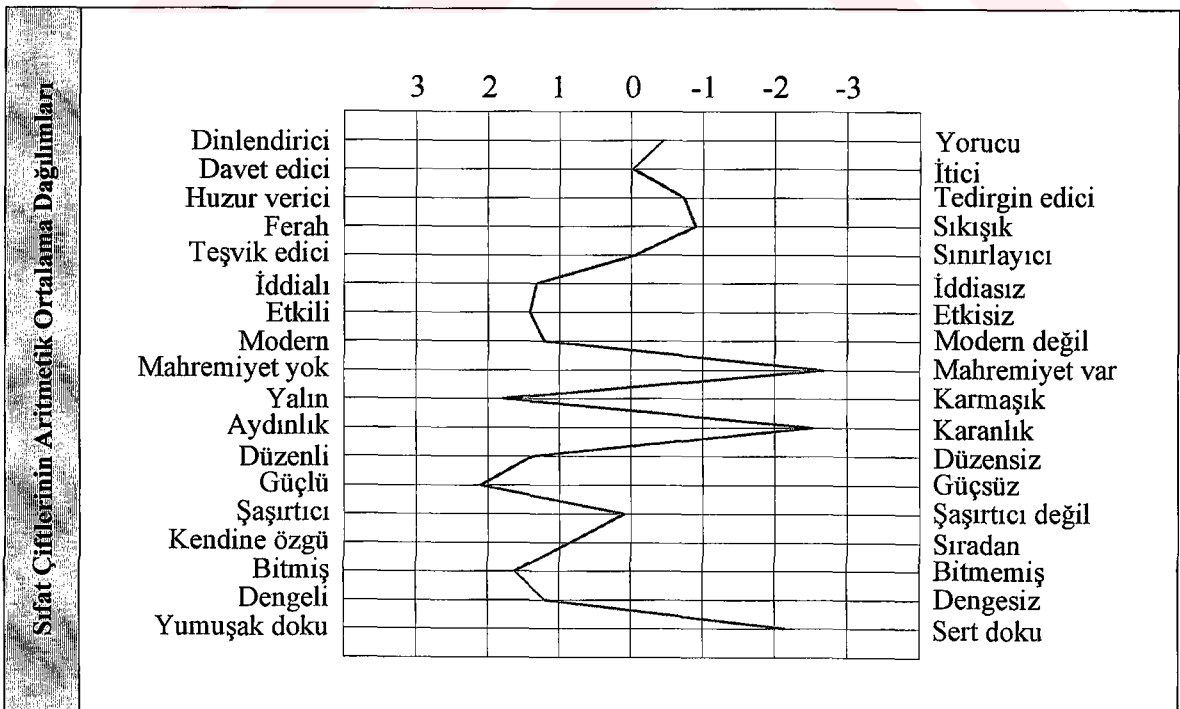 Sıfat Çiftlerinin Aritmetik Ortalama Dağılımları
3 2 1 0 -1 -2 -3
Dinlendirici Yorucu
Davet edici İtici
Huzur verici Tedirgin edici
Ferah Sıkışık
Teşvik edici Sınırlayıcı
İddialı İddiasız
Etkili Etkisiz
Modern Modern değil
Mahremiyet yok Mahremiyet var
Yalın Karmaşık
Aydınlık Karanlık
Düzenli Düzensiz
Güçlü Güçsüz
Şaşırtıcı Şaşırtıcı değil
Kendine özgü Sıradan
Bitmiş Bitmemiş
Dengeli Dengesiz
Yumuşak doku Sert doku